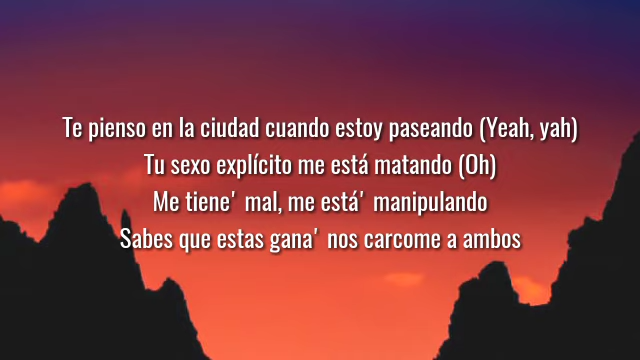 Te pienso en la ciudad cuando estoy paseando (Yeah, yah)
Tu sexo explícito me está matando (Oh)
Me tiene' mal, me está' manipulando
Sabes que estas gana' nos carcome a ambos